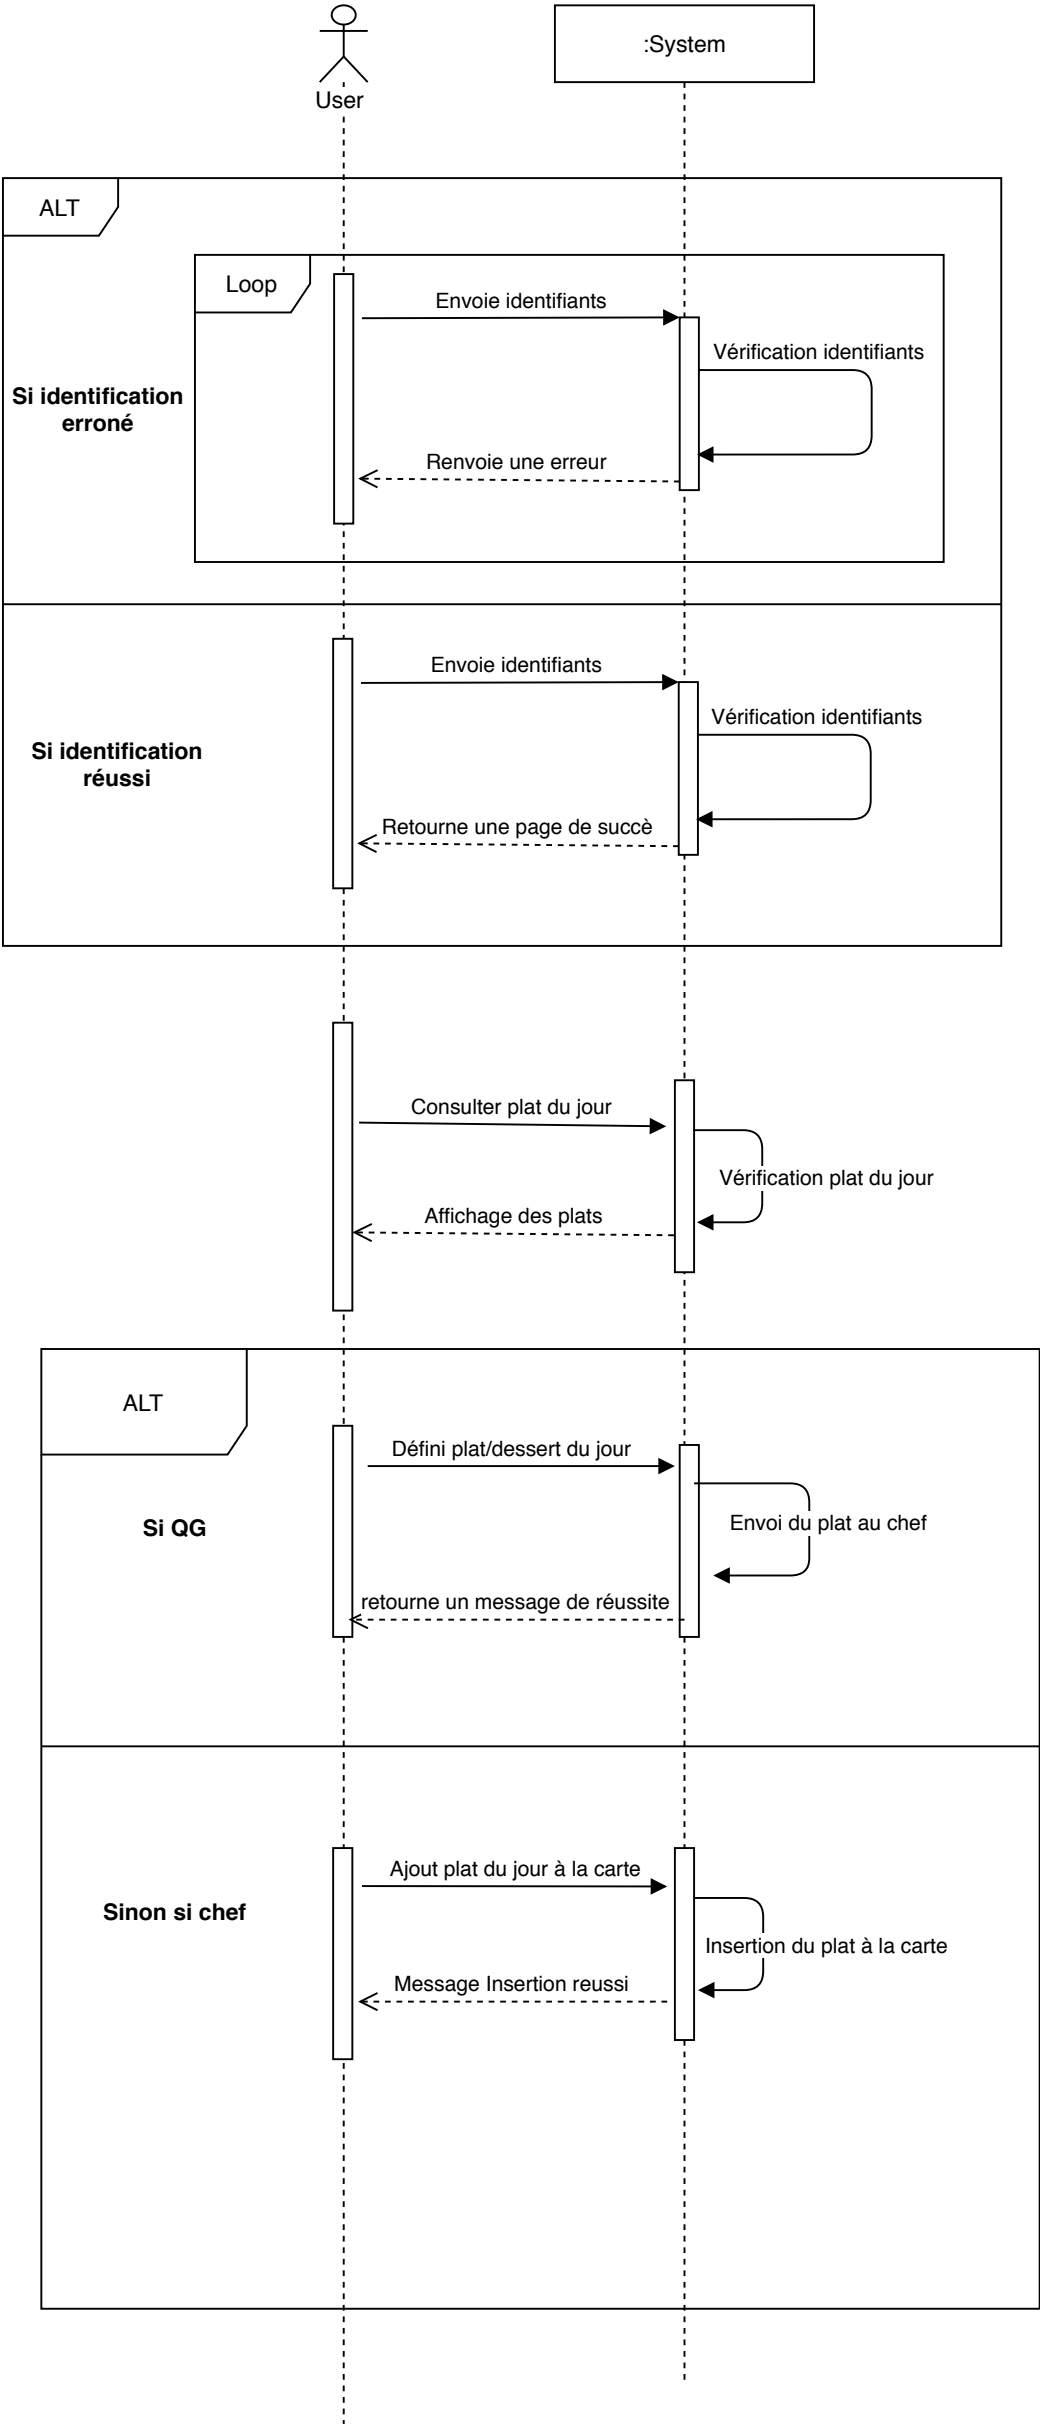 :System
User
ALT
Loop
Envoie identifiants
Vérification identifiants
Si identification
erroné
Renvoie une erreur
Envoie identifiants
Vérification identifiants
Si identification
réussi
Retourne une page de succè
Consulter plat du jour
Vérification plat du jour
Affichage des plats
ALT
Défini plat/dessert du jour
Si QG
Envoi du plat au chef
retourne un message de réussite
Ajout plat du jour à la carte
Sinon si chef
Insertion du plat à la carte
Message Insertion reussi